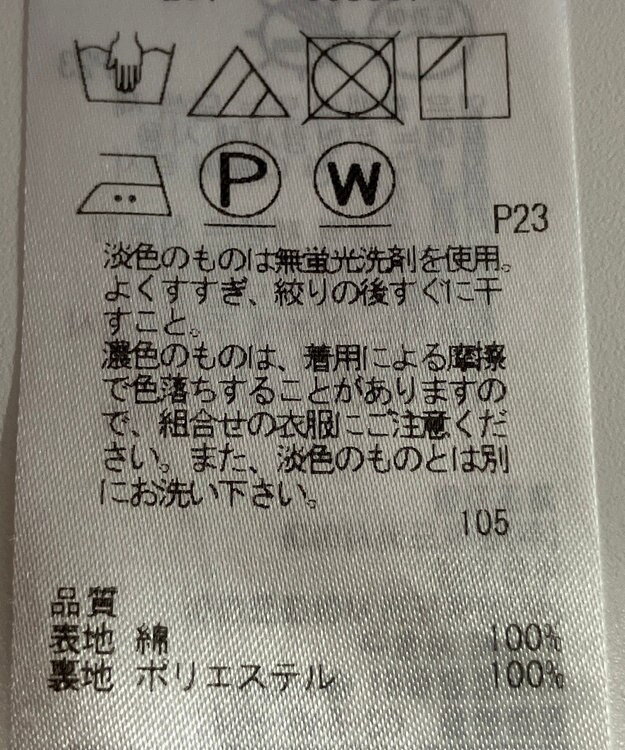 P
W
P23
淡色のものは無蛍光洗剤を使用。
よくすすぎ、絞りの後すぐに干
すこと。
濃色のものは、着用による摩擦
で色落ちすることがありますの
で、組合せの衣服にご注意くだ
さい。また、淡色のものとは別
にお洗い下さい。
105
品質
表地 綿 100%
裏地 ポリエステル 100%